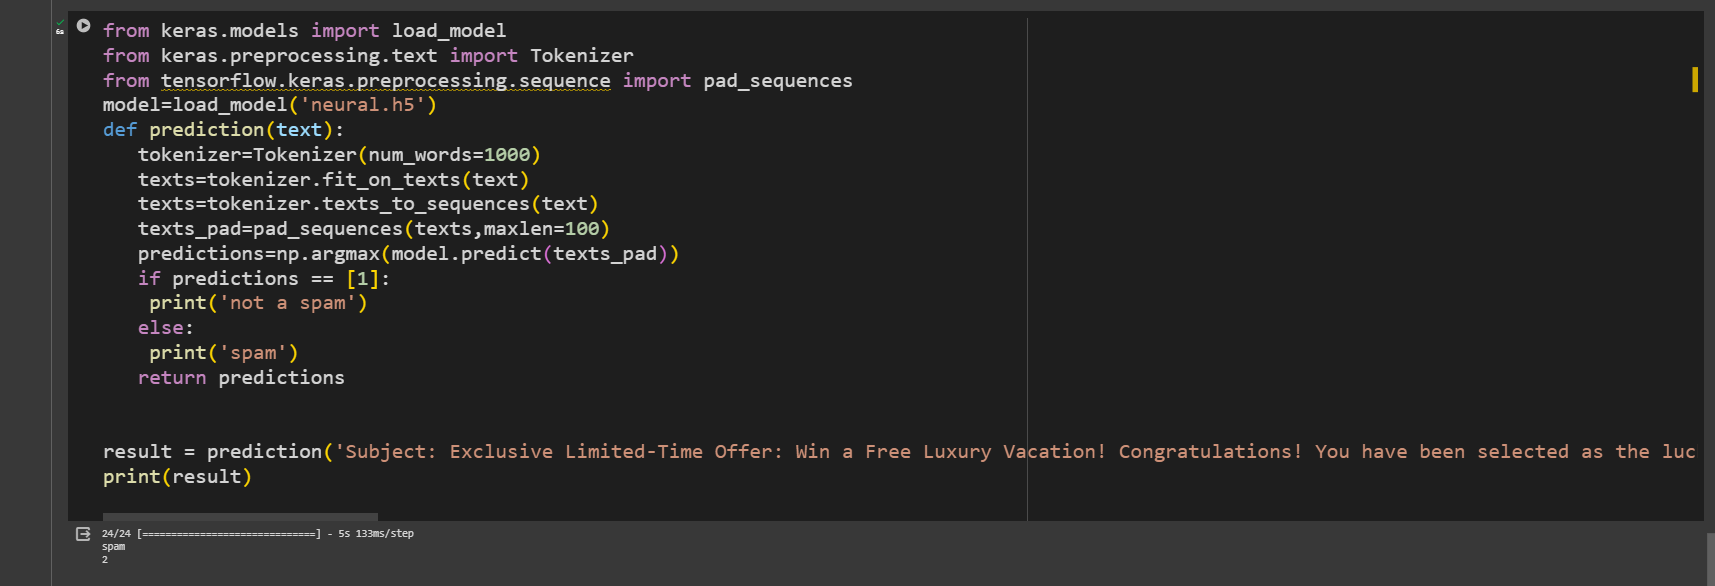 from keras.models import load_model
6s
from keras.preprocessing.text import Tokenizer
from tensorflow.keras.preprocessing.sequence import pad_sequences
model=load_model('neural.h5')
def prediction(text):
   tokenizer=Tokenizer(num_words=1000)
   texts=tokenizer.fit_on_texts(text)
   texts=tokenizer.texts_to_sequences(text)
   texts_pad=pad_sequences(texts,maxlen=100)
   predictions=np.argmax(model.predict(texts_pad))
   if predictions == [1]:
    print('not a spam')
   else:
    print('spam')
   return predictions
result = prediction('Subject: Exclusive Limited-Time Offer: Win a Free Luxury Vacation! Congratulations! You have been selected as the luc
print(result)
24/24 [==============================] - 5s 133ms/step
spam
2